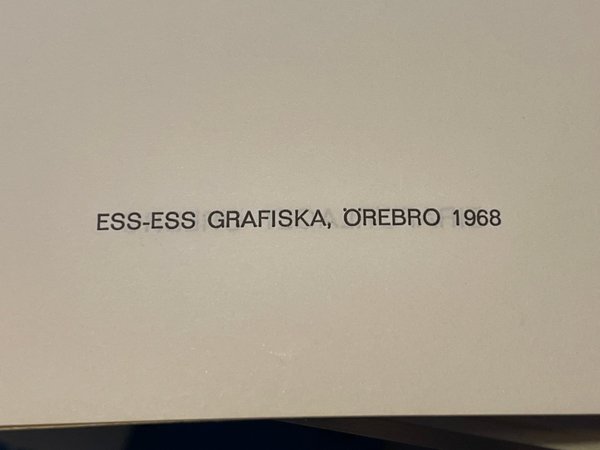 ESS-ESS GRAFISKA, ÖREBRO 1968